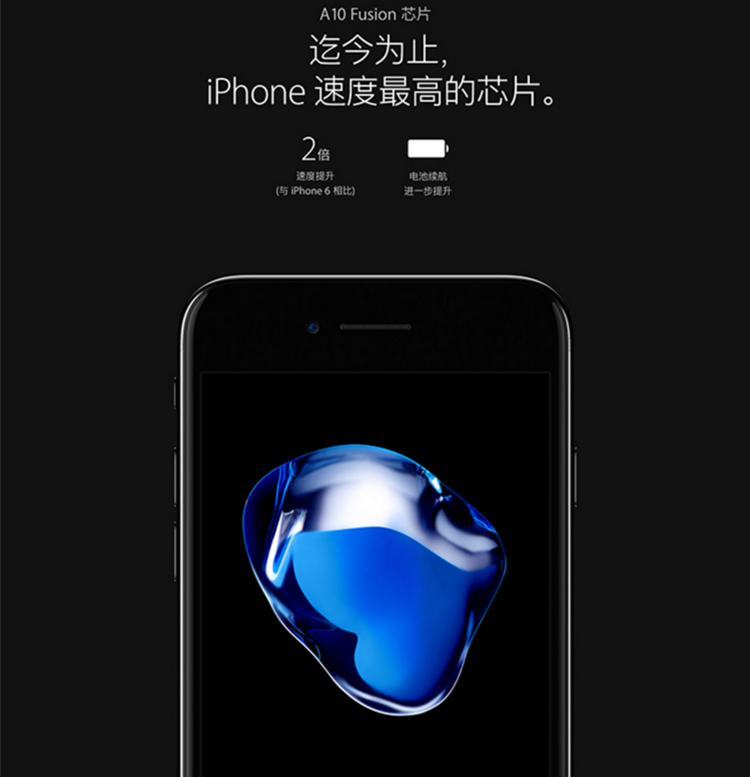 A10 Fusion 芯片
迄今为止,
iPhone 速度最高的芯片。
2倍
速度提升
(与 iPhone 6 相比)
电池续航
进一步提升